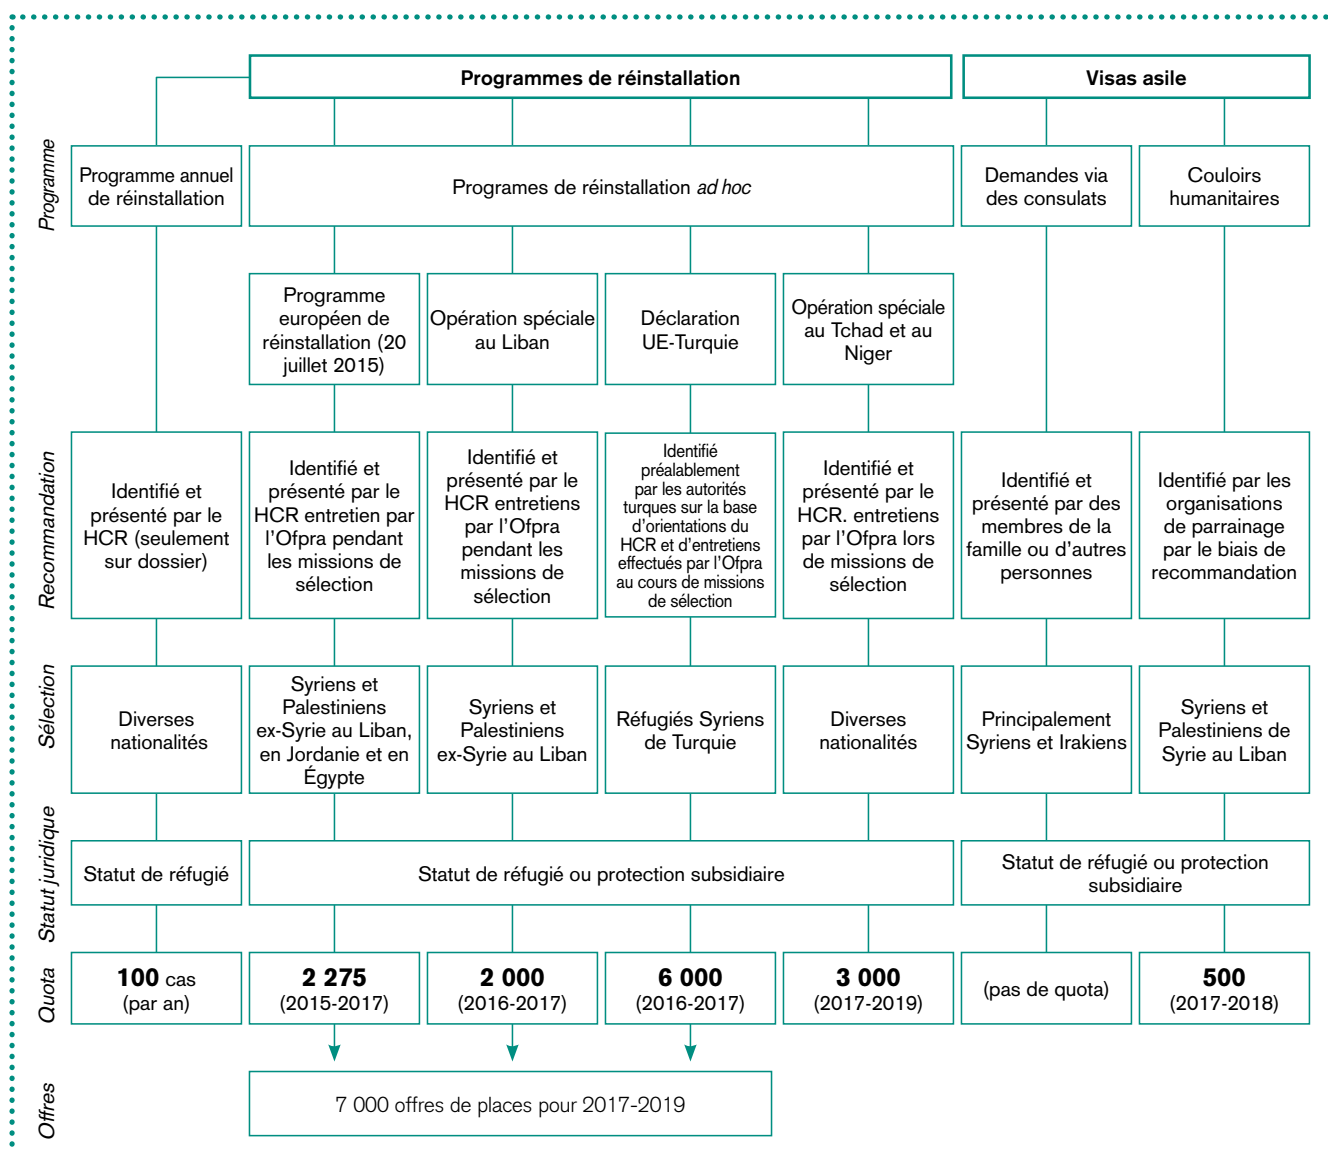 Programmes de réinstallation
Visas asile
Programme
Programme annuel
de réinstallation
Programes de réinstallation ad hoc
Demandes via
des consulats
Couloirs
humanitaires
Programme
européen de
réinstallation (20
juillet 2015)
Opération spéciale
au Liban
Déclaration
UE-Turquie
Opération spéciale
au Tchad et au
Niger
Recommandation
Identifié et
présenté par le
HCR (seulement
sur dossier)
Identifié et
présenté par le
HCR entretien par
l'Ofpra pendant
les missions de
sélection
Identifié et
présenté par le
HCR entretiens
par l'Ofpra
pendant les
missions de
sélection
Identifié
préalablement
par les autorités
turques sur la base
d'orientations du
HCR et d'entretiens
effectués par l'Ofpra
au cours de missions
de sélection
Identifié et
présenté par le
HCR. entretiens
par l'Ofpra lors
de missions de
sélection
Identifié et
présenté par des
membres de la
famille ou d'autres
personnes
Identifié par les
organisations
de parrainage
par le biais de
recommandation
Sélection
Diverses
nationalités
Syriens et
Palestiniens
ex-Syrie au Liban,
en Jordanie et en
Égypte
Syriens et
Palestiniens
ex-Syrie au Liban
Réfugiés Syriens
de Turquie
Diverses
nationalités
Principalement
Syriens et Irakiens
Syriens et
Palestiniens de
Syrie au Liban
Statut juridique
Statut de réfugié
Statut de réfugié ou protection subsidiaire
Statut de réfugié ou protection
subsidiaire
Quota
100 cas
(par an)
2 275
(2015-2017)
2 000
(2016-2017)
6 000
(2016-2017)
3 000
(2017-2019)
(pas de quota)
500
(2017-2018)
Offres
7 000 offres de places pour 2017-2019